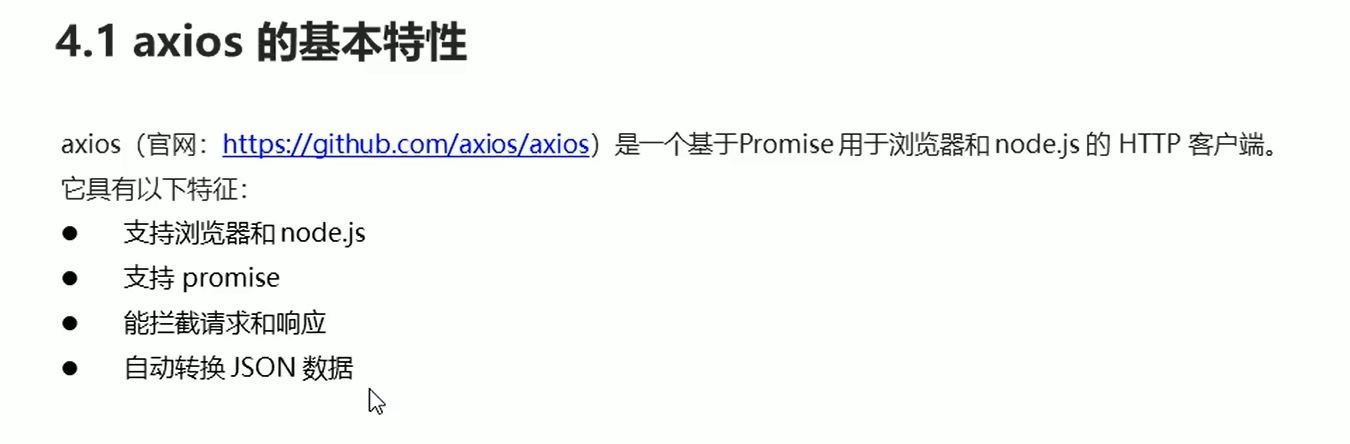 4.1 axios 的基本特性
axios（官网：https://github.com/axios/axios）是一个基于Promise 用于浏览器和 node.js 的 HTTP 客户端。
它具有以下特征：
● 支持浏览器和 node.js
● 支持 promise
● 能拦截请求和响应
● 自动转换 JSON 数据